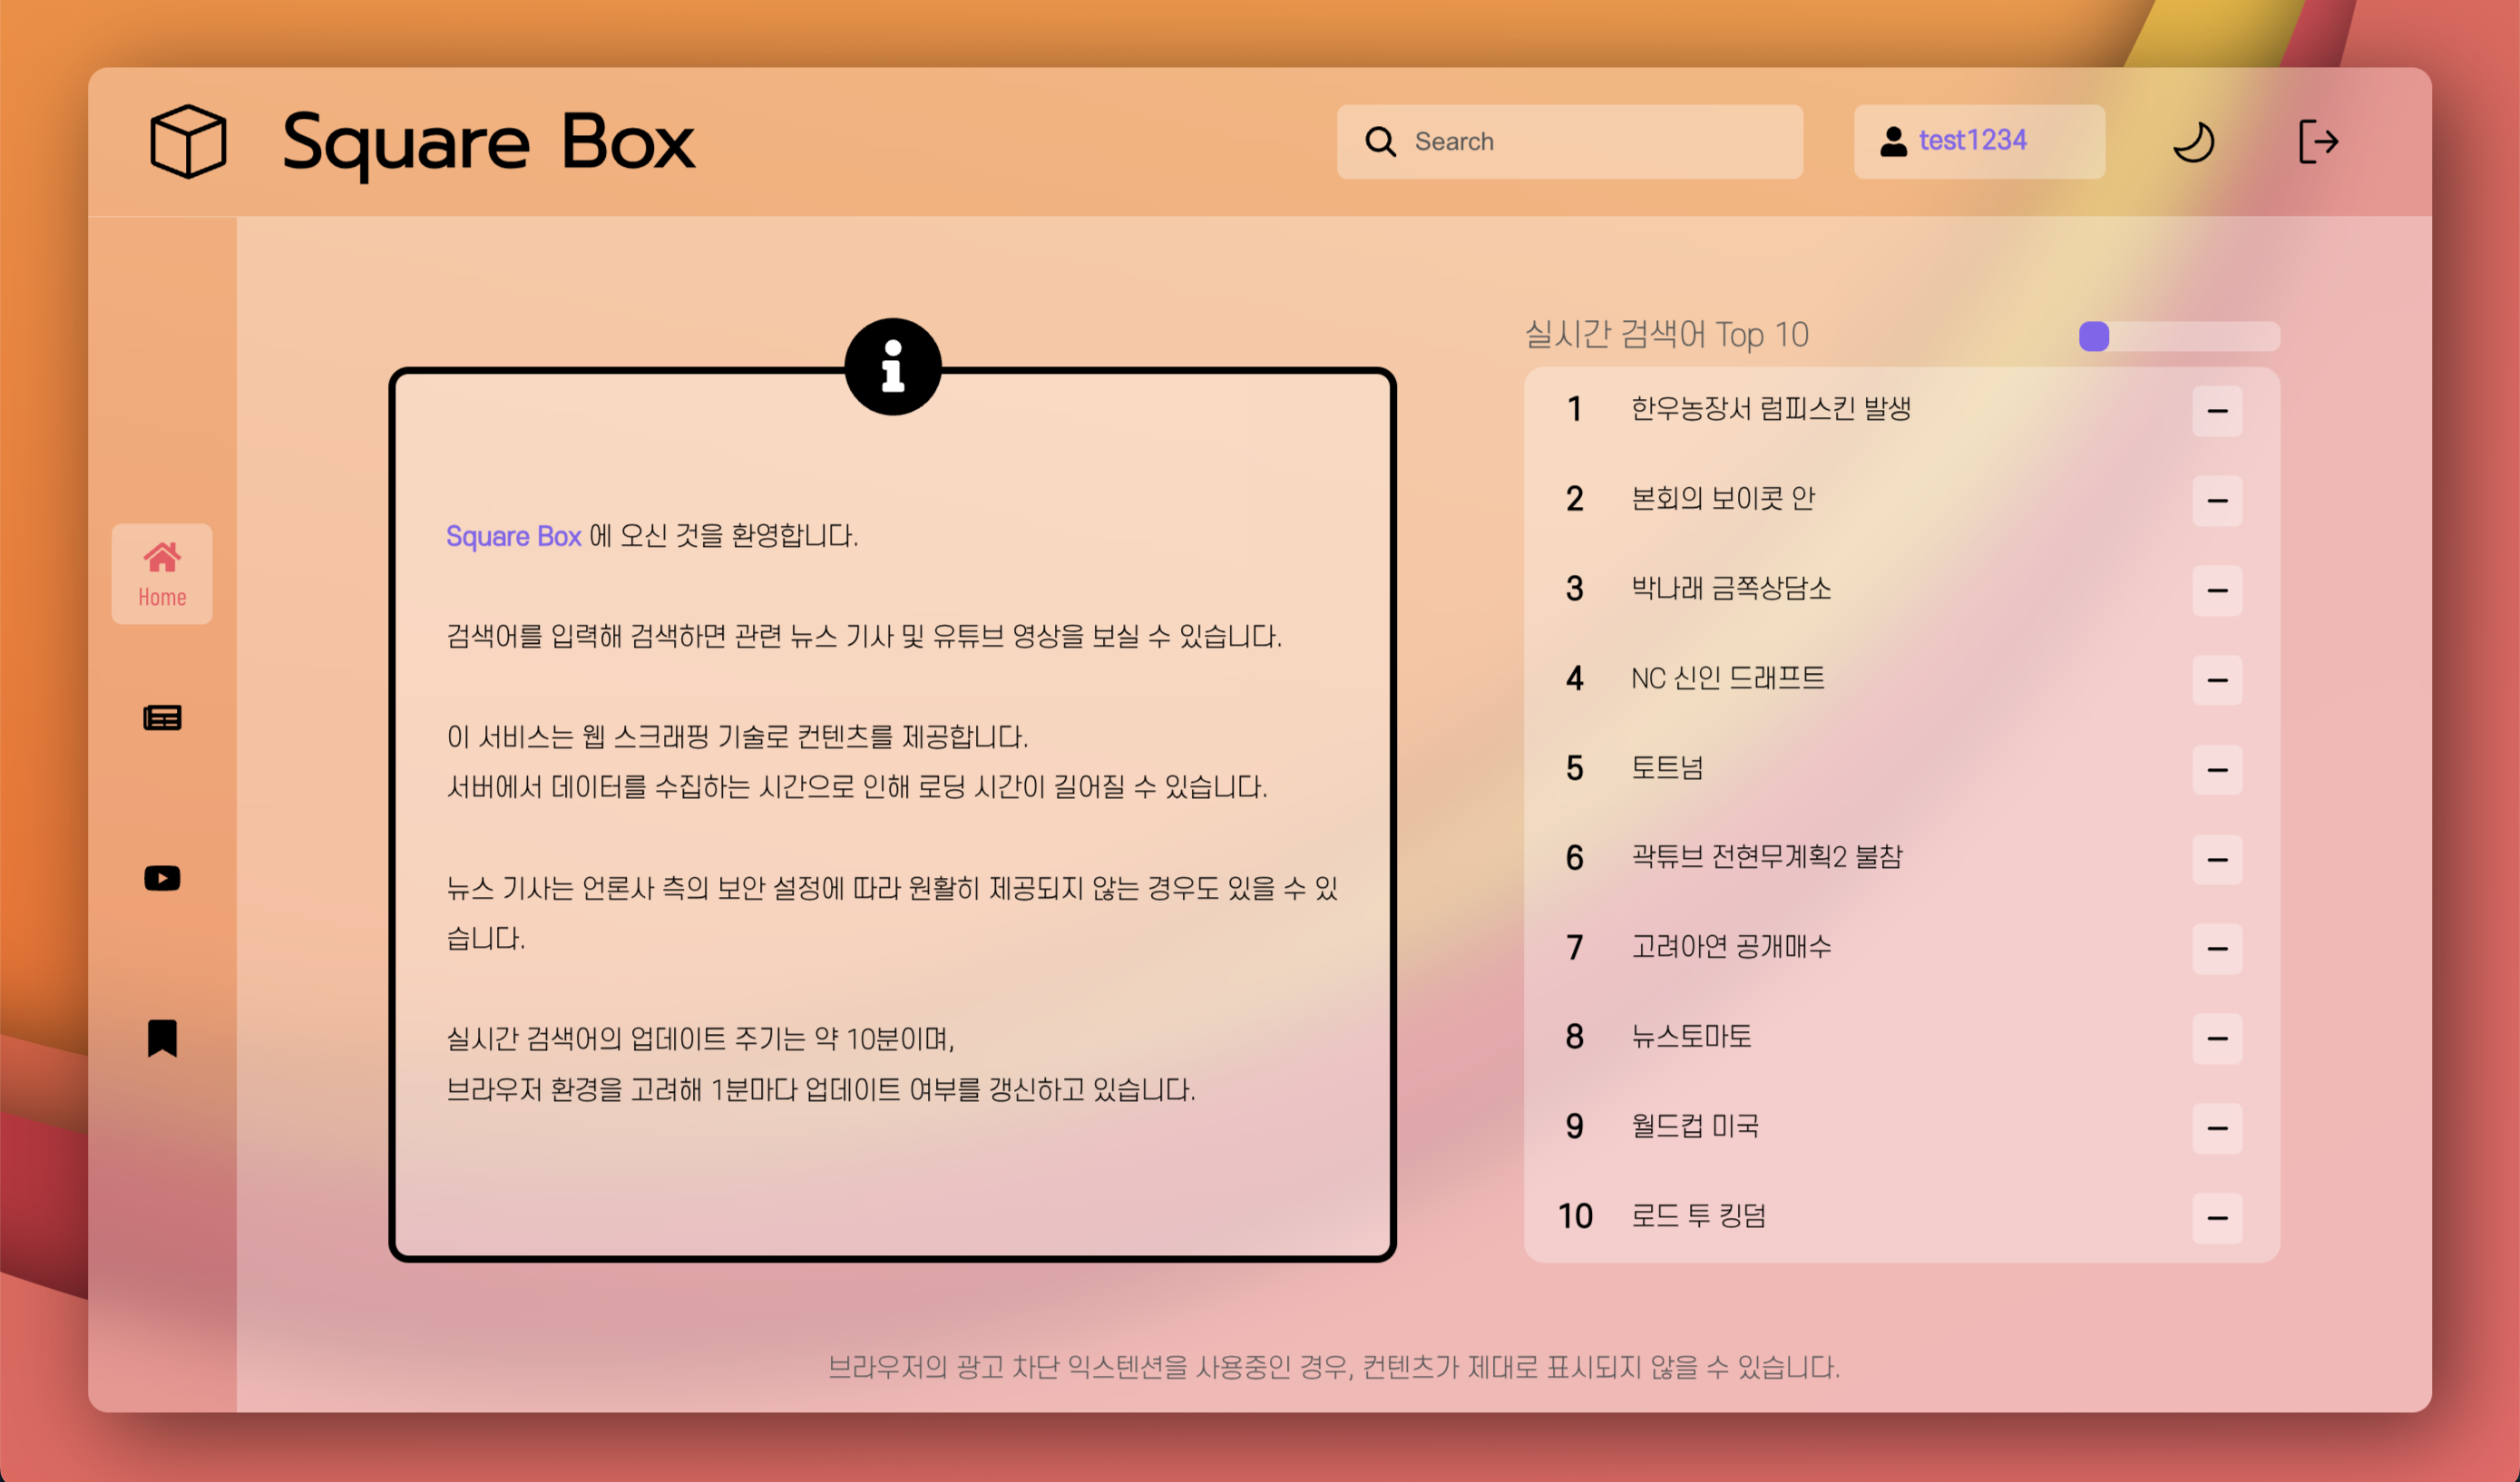 Square Box
Search
test1234
Home
Square Box 에 오신 것을 환영합니다.
검색어를 입력해 검색하면 관련 뉴스 기사 및 유튜브 영상을 보실 수 있습니다.
이 서비스는 웹 스크래핑 기술로 컨텐츠를 제공합니다.
서버에서 데이터를 수집하는 시간으로 인해 로딩 시간이 길어질 수 있습니다.
뉴스 기사는 언론사 측의 보안 설정에 따라 원활히 제공되지 않는 경우도 있을 수 있
습니다.
실시간 검색어의 업데이트 주기는 약 10분이며,
브라우저 환경을 고려해 1분마다 업데이트 여부를 갱신하고 있습니다.
실시간 검색어 Top 10
1 한우농장서 럼피스킨 발생
2 본회의 보이콧 안
3 박나래 금쪽상담소
4 NC 신인 드래프트
5 토트넘
6 곽튜브 전현무계획2 불참
7 고려아연 공개매수
8 뉴스토마토
9 월드컵 미국
10 로드 투 킹덤
브라우저의 광고 차단 익스텐션을 사용중인 경우, 컨텐츠가 제대로 표시되지 않을 수 있습니다.